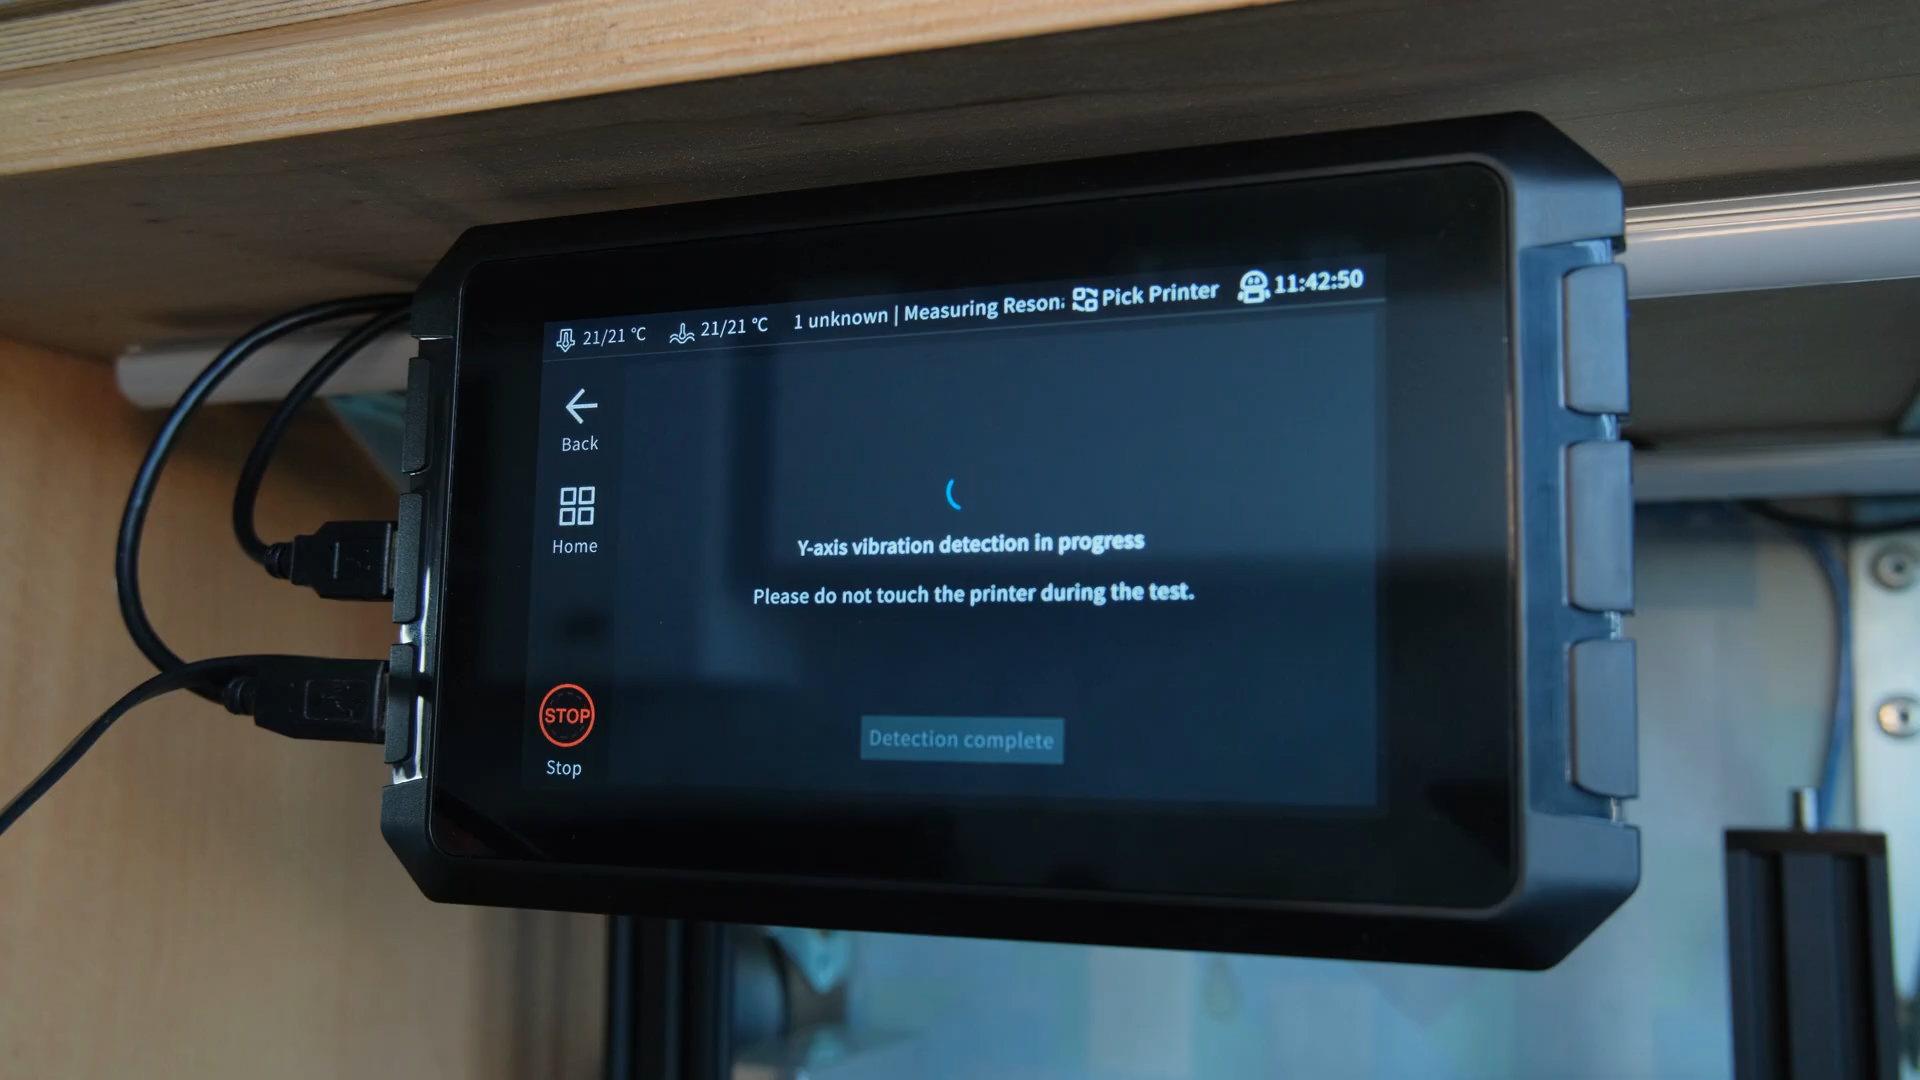 21/21 °C 21/21 °C 1 unknown | Measuring Reson: Pick Printer 11:42:50
Back
Home
Y-axis vibration detection in progress
Please do not touch the printer during the test.
STOP
Stop
Detection complete